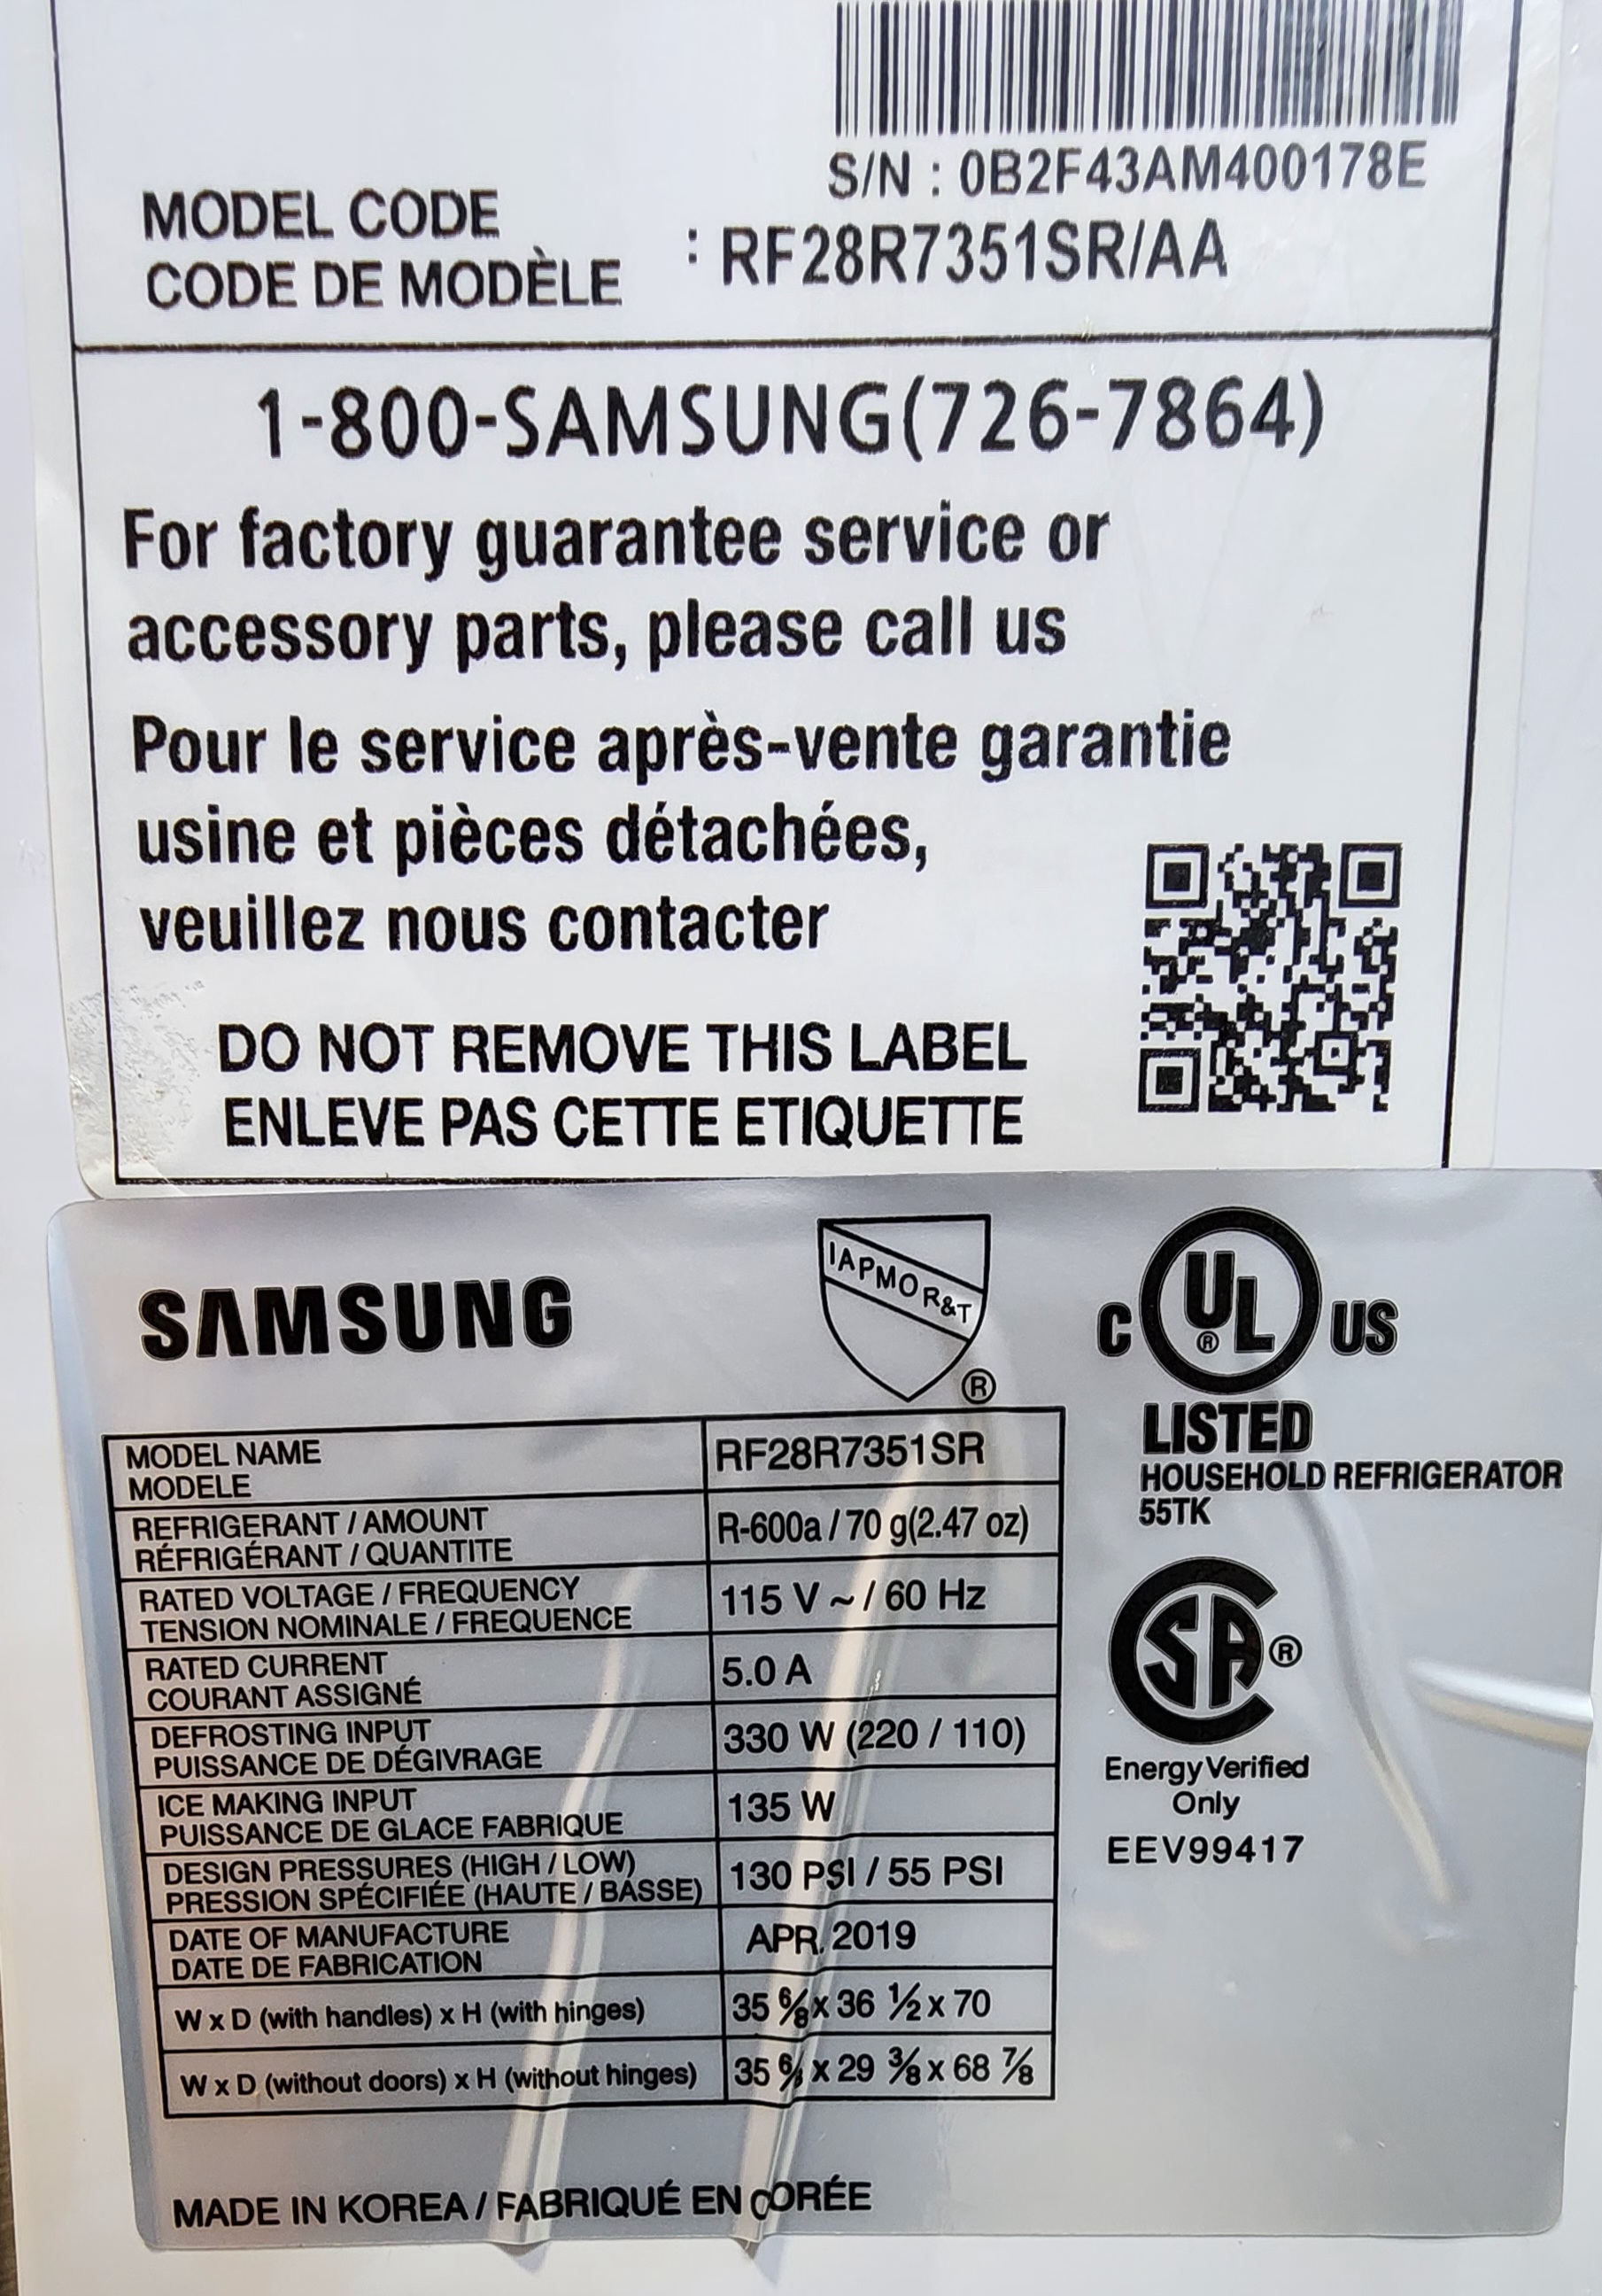 S/N : 0B2F43AM400178E
MODEL CODE
CODE DE MODÈLE : RF28R7351SR/AA
1-800-SAMSUNG(726-7864)
For factory guarantee service or
accessory parts, please call us
Pour le service après-vente garantie
usine et pièces détachées,
veuillez nous contacter
DO NOT REMOVE THIS LABEL
ENLEVE PAS CETTE ETIQUETTE
SAMSUNG
IAPMO R&T
®
C UL ® US
LISTED
HOUSEHOLD REFRIGERATOR
55TK
SA ®
Energy Verified
Only
EEV99417
MODEL NAME
MODELE
RF28R7351SR
REFRIGERANT / AMOUNT
RÉFRIGÉRANT / QUANTITE
R-600a / 70 g(2.47 oz)
RATED VOLTAGE / FREQUENCY
TENSION NOMINALE / FREQUENCE
115 V ~ / 60 Hz
RATED CURRENT
COURANT ASSIGNÉ
5.0 A
DEFROSTING INPUT
PUISSANCE DE DÉGIVRAGE
330 W (220 / 110)
ICE MAKING INPUT
PUISSANCE DE GLACE FABRIQUE
135 W
DESIGN PRESSURES (HIGH / LOW)
PRESSION SPÉCIFIÉE (HAUTE / BASSE)
130 PSI / 55 PSI
DATE OF MANUFACTURE
DATE DE FABRICATION
APR. 2019
W x D (with handles) x H (with hinges)
35 6/8 x 36 1/2 x 70
W x D (without doors) x H (without hinges)
35 x 29 3/8 x 68 7/8
MADE IN KOREA / FABRIQUÉ EN CORÉE